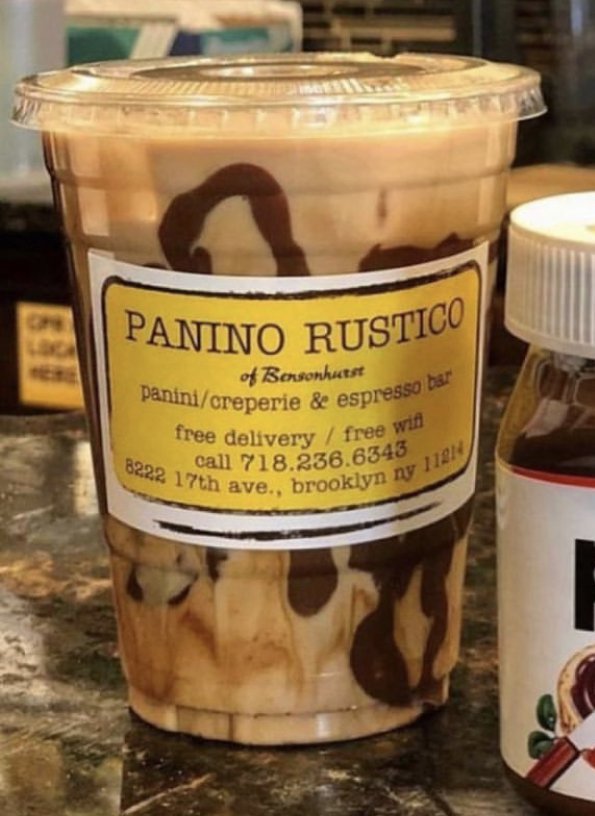 PANINO RUSTICO
of Bensonhurst
panini/creperie & espresso bar
free delivery / free wifi
call 718.236.6343
8222 17th ave., brooklyn ny 11214